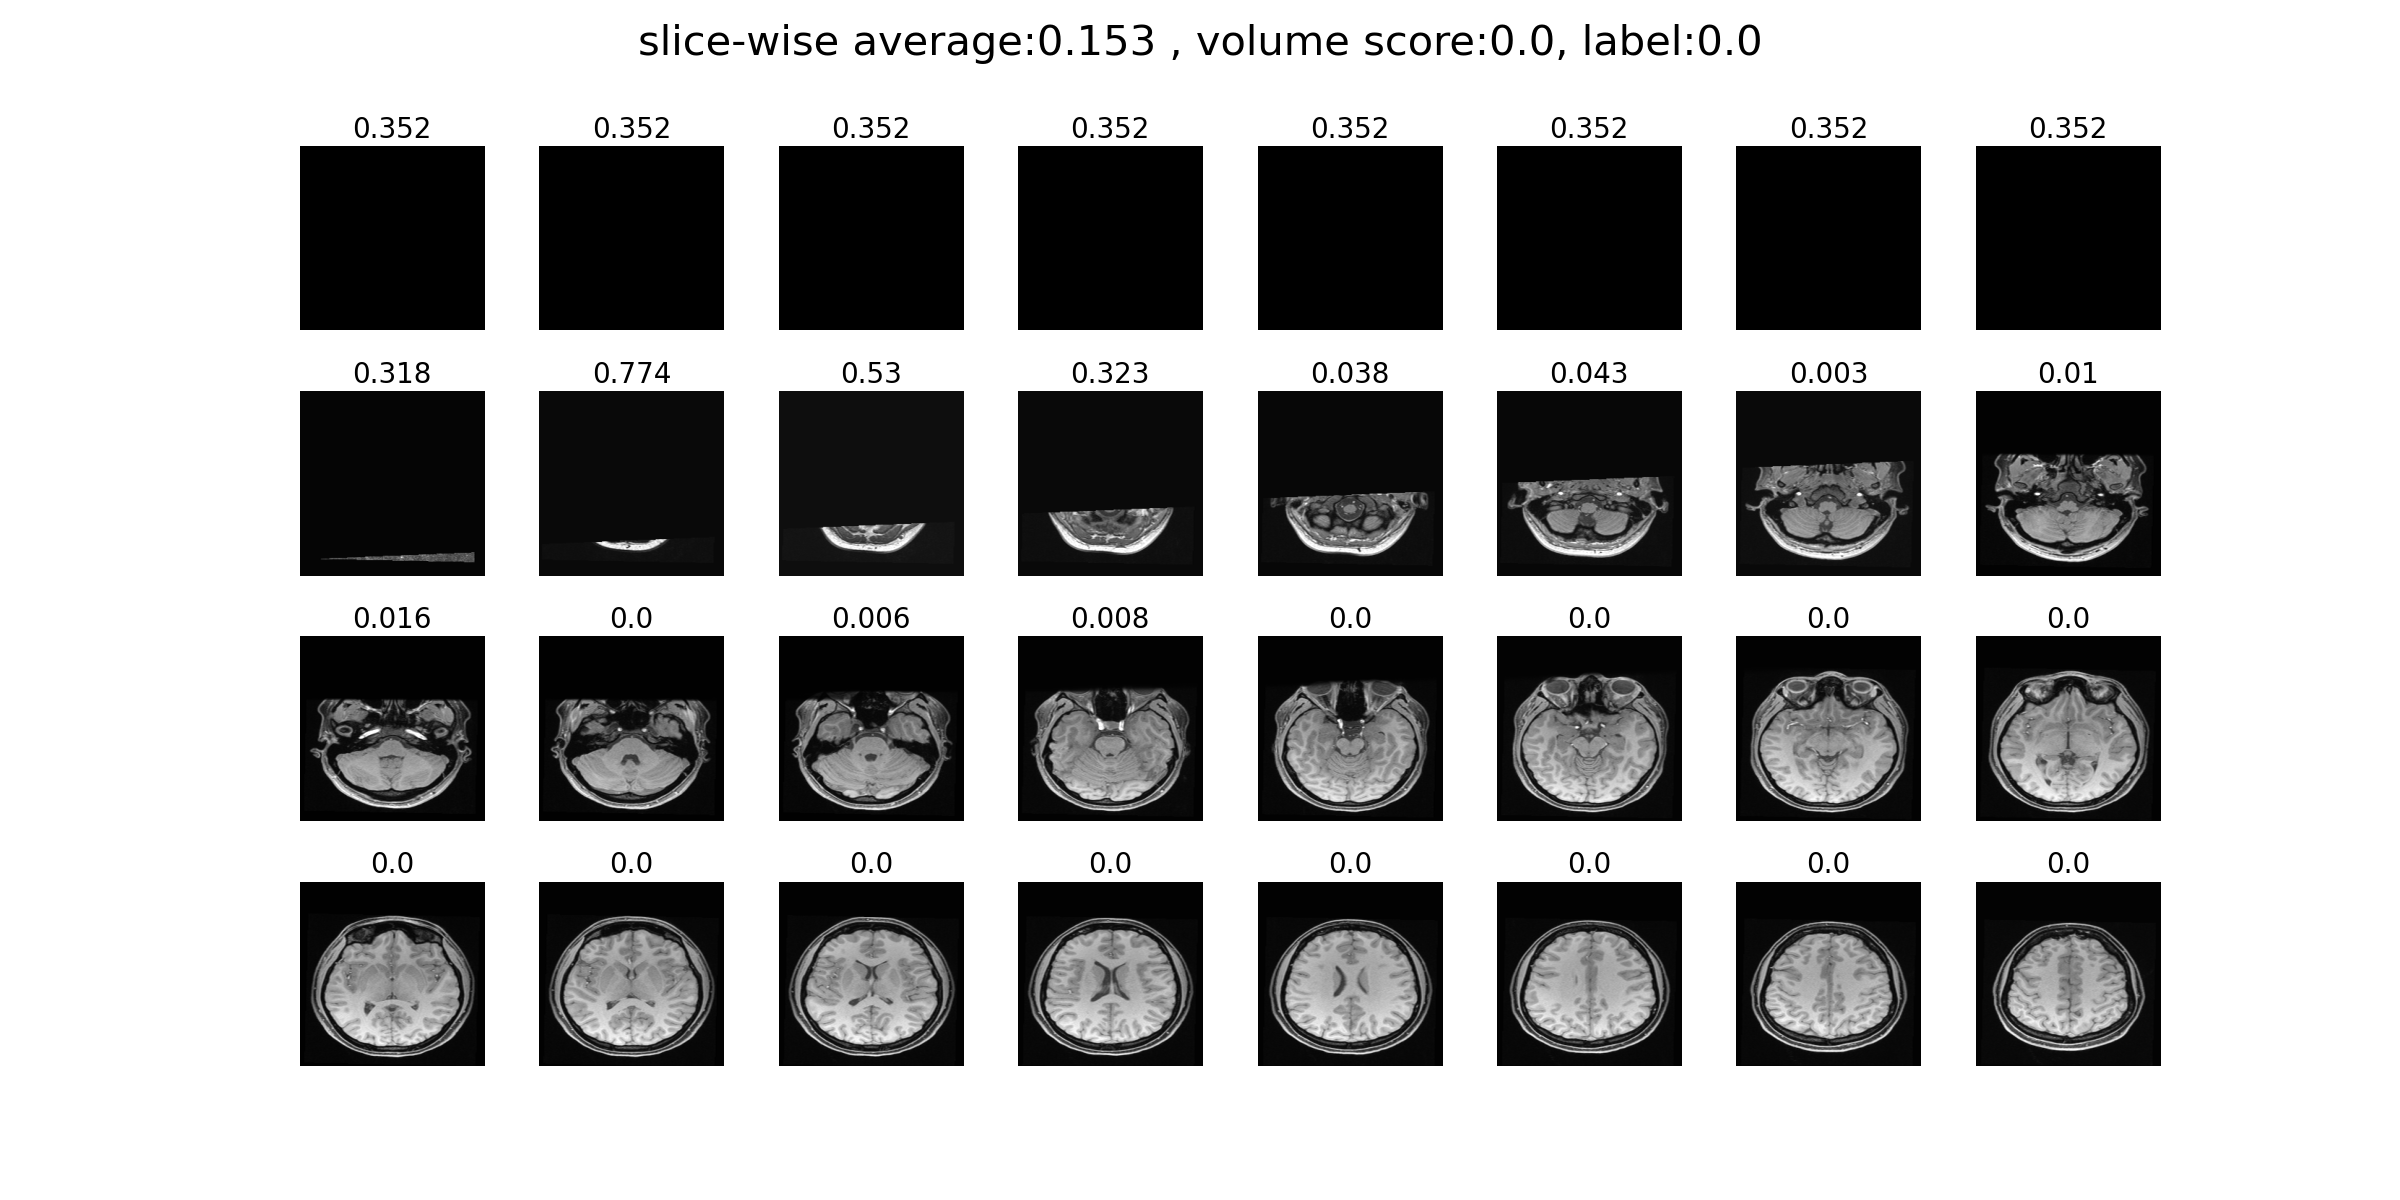 slice-wise average:0.153 , volume score:0.0, label:0.0
0.352 0.352 0.352 0.352 0.352 0.352 0.352 0.352
0.318 0.774 0.53 0.323 0.038 0.043 0.003 0.01
0.016 0.0 0.006 0.008 0.0 0.0 0.0 0.0
0.0 0.0 0.0 0.0 0.0 0.0 0.0 0.0